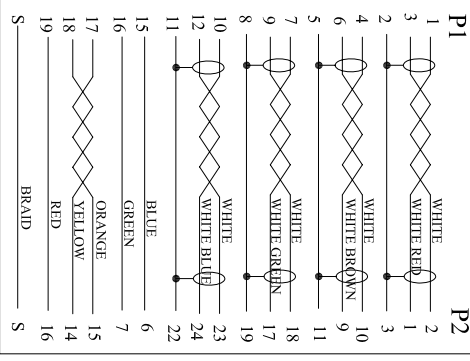 P1 P2
1 WHITE 2
3 WHITE RED 1
2 3
4 WHITE 10
6 WHITE BROWN 9
5 11
7 WHITE 18
9 WHITE GREEN 17
8 19
10 WHITE 23
12 WHITE BLUE 24
11 22
15 BLUE 6
16 GREEN 7
17 ORANGE 15
18 YELLOW 14
19 RED 16
S BRAID S